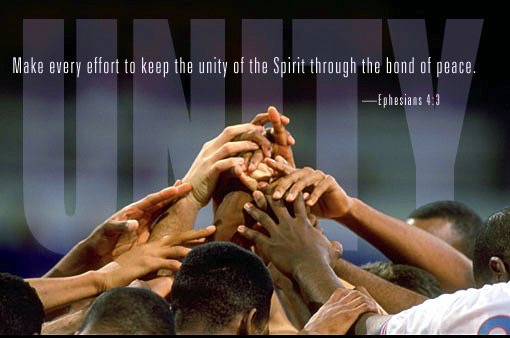 UNITY
Make every effort to keep the unity of the Spirit through the bond of peace.
—Ephesians 4:3